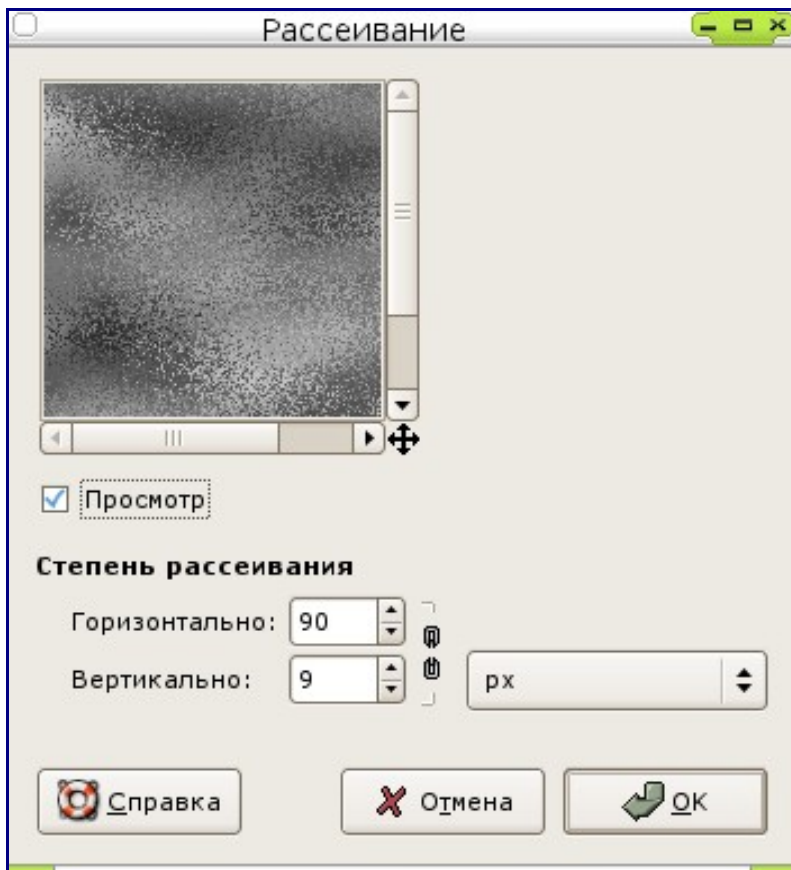 Рассеивание
Просмотр
Степень рассеивания
Горизонтально: 90
Вертикально: 9 px
Справка Отмена OK